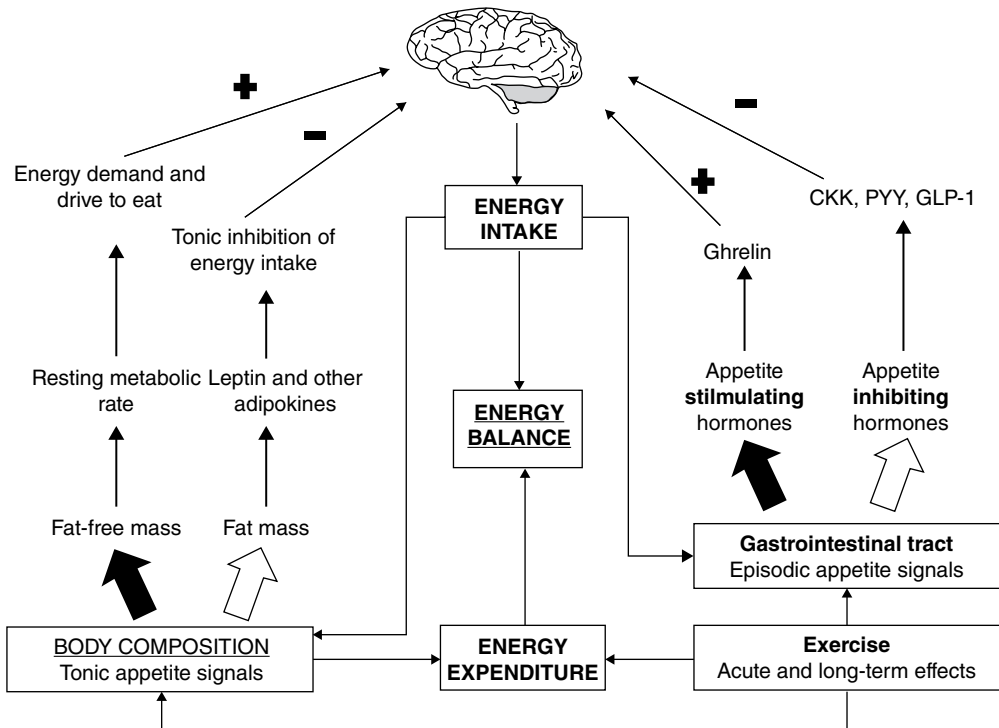 Energy demand and
drive to eat
Tonic inhibition of
energy intake
Resting metabolic
rate
Leptin and other
adipokines
Fat-free mass
Fat mass
BODY COMPOSITION
Tonic appetite signals
ENERGY
INTAKE
ENERGY
BALANCE
ENERGY
EXPENDITURE
CKK, PYY, GLP-1
Ghrelin
Appetite
stilmulating
hormones
Appetite
inhibiting
hormones
Gastrointestinal tract
Episodic appetite signals
Exercise
Acute and long-term effects